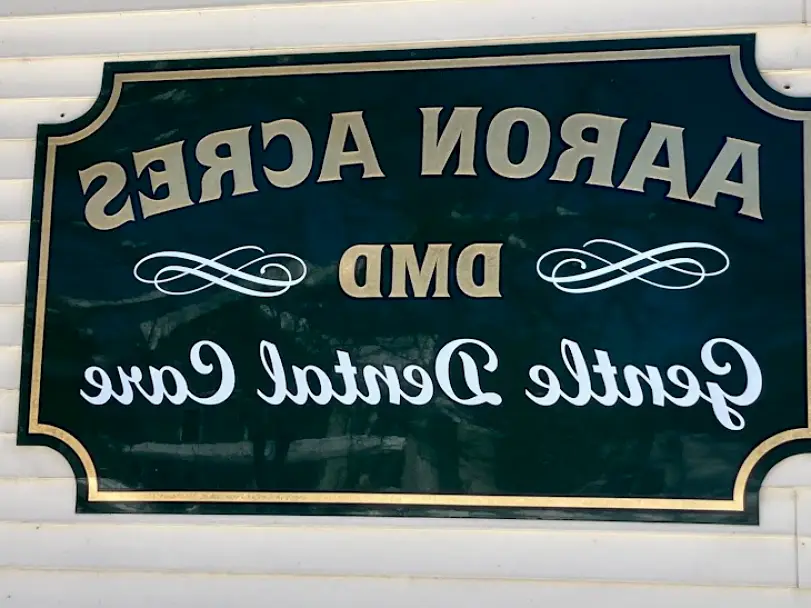 AARON ACRES
DMD
Gentle Dental Care